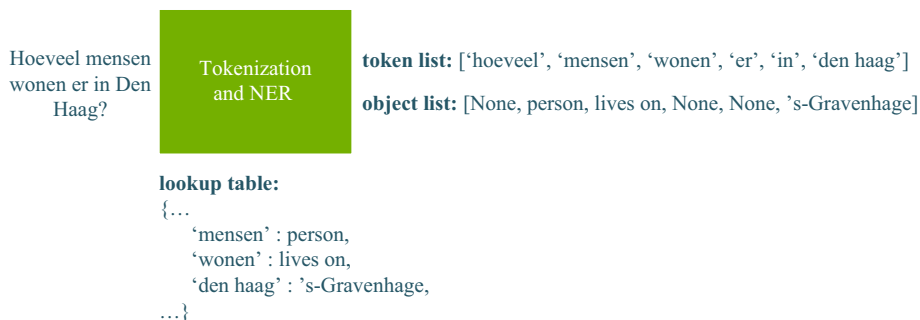 Hoeveel mensen
wonen er in Den
Haag?
Tokenization
and NER
token list: [‘hoeveel’, ‘mensen’, ‘wonen’, ‘er’, ‘in’, ‘den haag’]
object list: [None, person, lives on, None, None, ’s-Gravenhage]
lookup table:
{…
‘mensen’ : person,
‘wonen’ : lives on,
‘den haag’ : ’s-Gravenhage,
…}